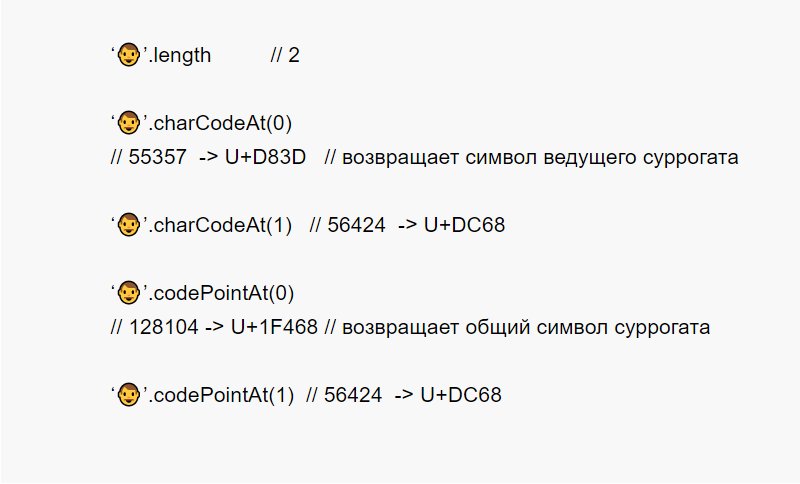 ‘👨’.length // 2
‘👨’.charCodeAt(0)
// 55357 -> U+D83D // возвращает символ ведущего суррогата
‘👨’.charCodeAt(1) // 56424 -> U+DC68
‘👨’.codePointAt(0)
// 128104 -> U+1F468 // возвращает общий символ суррогата
‘👨’.codePointAt(1) // 56424 -> U+DC68